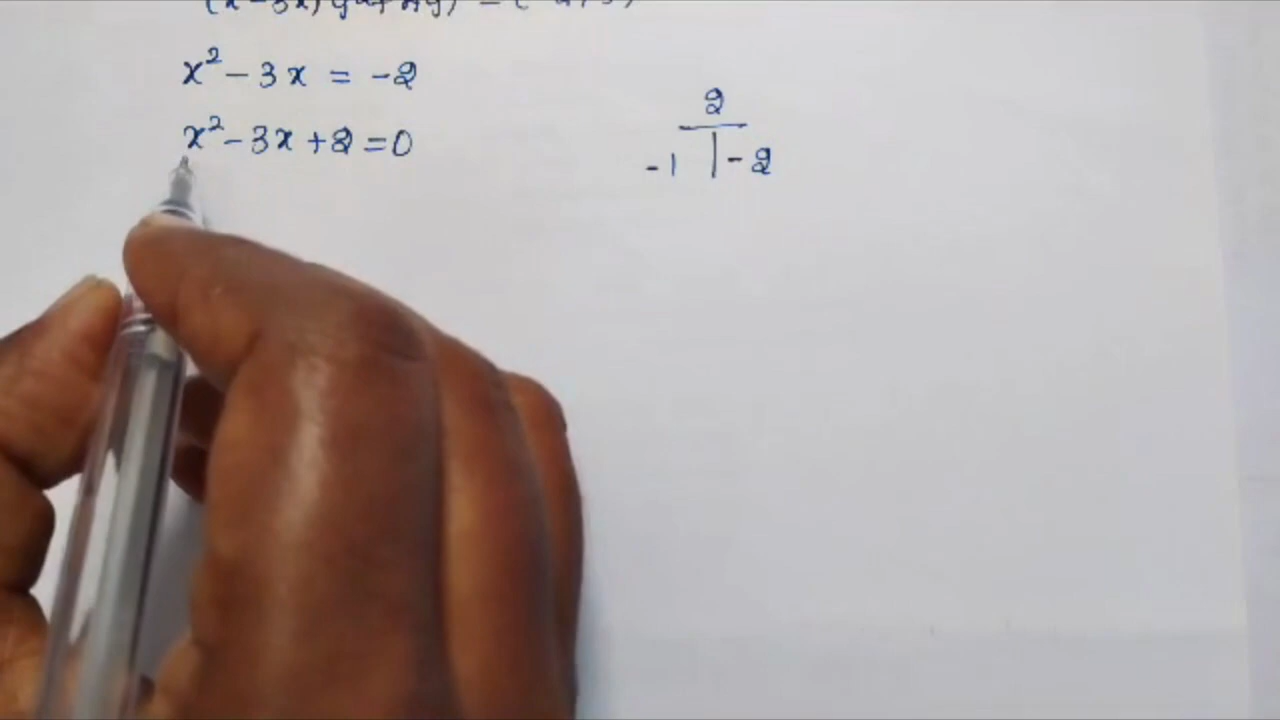 x² - 3x = -2
x² - 3x + 2 = 0
2
-1 | -2